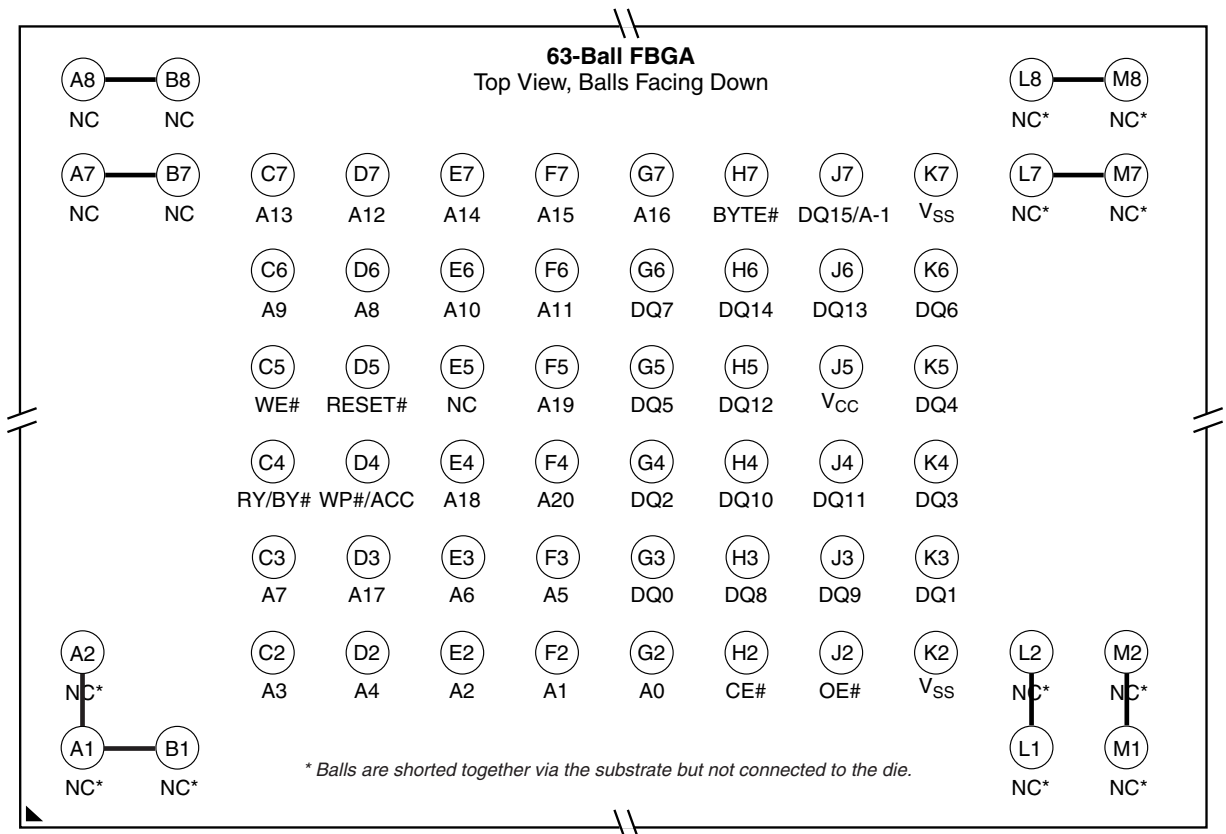 63-Ball FBGA
Top View, Balls Facing Down
A8 B8 L8 M8
NC NC NC* NC*
A7 B7 C7 D7 E7 F7 G7 H7 J7 K7 L7 M7
NC NC A13 A12 A14 A15 A16 BYTE# DQ15/A-1 VSS NC* NC*
C6 D6 E6 F6 G6 H6 J6 K6
A9 A8 A10 A11 DQ7 DQ14 DQ13 DQ6
C5 D5 E5 F5 G5 H5 J5 K5
WE# RESET# NC A19 DQ5 DQ12 VCC DQ4
C4 D4 E4 F4 G4 H4 J4 K4
RY/BY# WP#/ACC A18 A20 DQ2 DQ10 DQ11 DQ3
C3 D3 E3 F3 G3 H3 J3 K3
A7 A17 A6 A5 DQ0 DQ8 DQ9 DQ1
A2 C2 D2 E2 F2 G2 H2 J2 K2 L2 M2
NC* A3 A4 A2 A1 A0 CE# OE# VSS NC* NC*
A1 B1 L1 M1
NC* NC* NC* NC*
* Balls are shorted together via the substrate but not connected to the die.